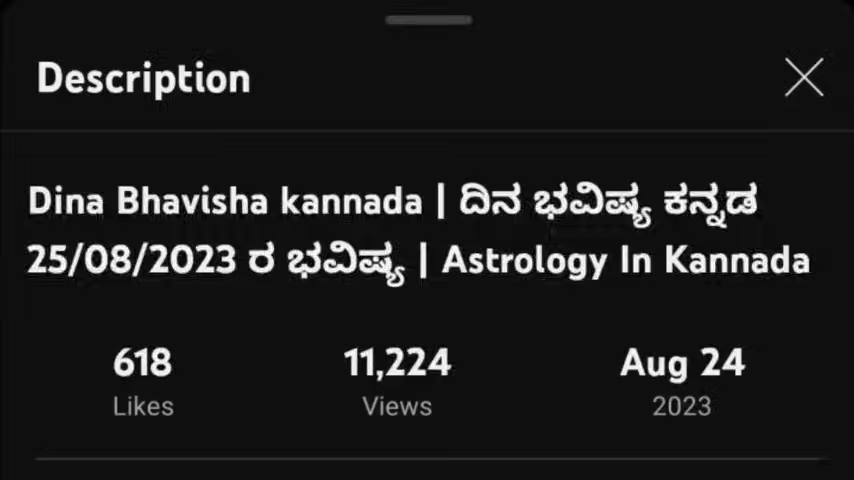 Description
Dina Bhavisha kannada | ದಿನ ಭವಿಷ್ಯ ಕನ್ನಡ
25/08/2023 ರ ಭವಿಷ್ಯ | Astrology In Kannada
618 11,224 Aug 24
Likes Views 2023